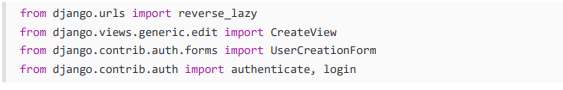 from django.urls import reverse_lazy
from django.views.generic.edit import CreateView
from django.contrib.auth.forms import UserCreationForm
from django.contrib.auth import authenticate, login